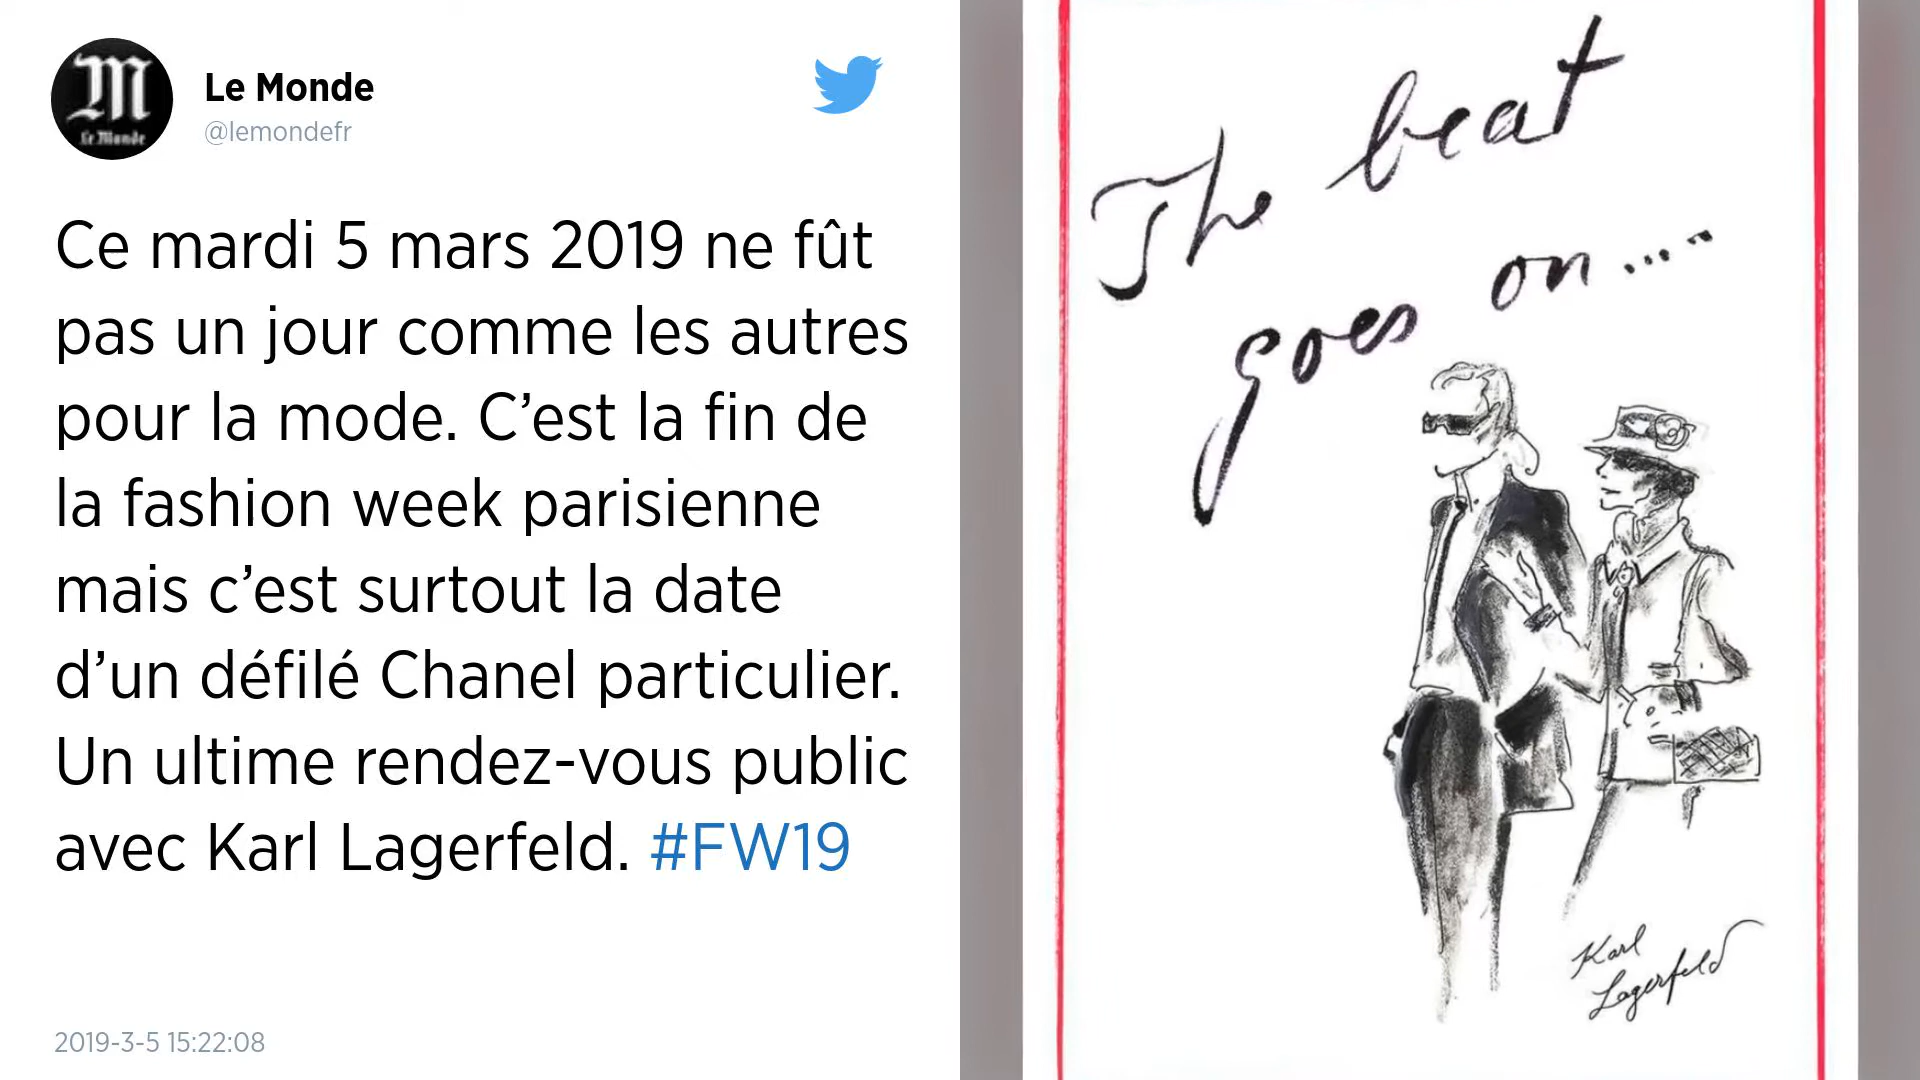 M
Le Monde
Le Monde
@lemondefr
Ce mardi 5 mars 2019 ne fût
pas un jour comme les autres
pour la mode. C’est la fin de
la fashion week parisienne
mais c’est surtout la date
d’un défilé Chanel particulier.
Un ultime rendez-vous public
avec Karl Lagerfeld. #FW19
2019-3-5 15:22:08
The beat
goes on.....
Karl
Lagerfeld